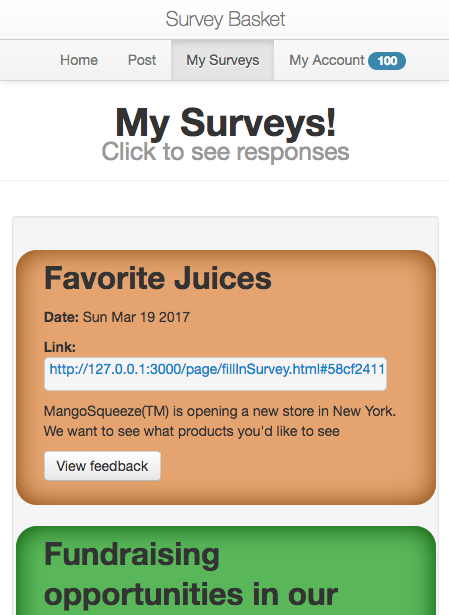 Survey Basket
Home Post My Surveys My Account 100
My Surveys!
Click to see responses
Favorite Juices
Date: Sun Mar 19 2017
Link:
http://127.0.0.1:3000/page/fillInSurvey.html#58cf2411
MangoSqueeze(TM) is opening a new store in New York.
We want to see what products you'd like to see
View feedback
Fundraising
opportunities in our